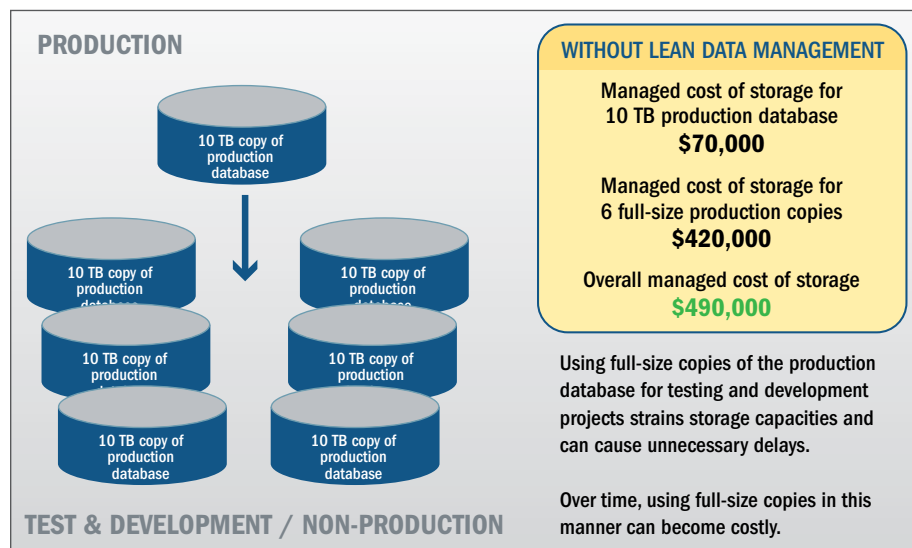 PRODUCTION
10 TB copy of
production
database
10 TB copy of
production
database
10 TB copy of
production
database
10 TB copy of
production
10 TB copy of
production
10 TB copy of
production
database
10 TB copy of
production
database
TEST & DEVELOPMENT / NON-PRODUCTION
WITHOUT LEAN DATA MANAGEMENT
Managed cost of storage for
10 TB production database
$70,000
Managed cost of storage for
6 full-size production copies
$420,000
Overall managed cost of storage
$490,000
Using full-size copies of the production
database for testing and development
projects strains storage capacities and
can cause unnecessary delays.
Over time, using full-size copies in this
manner can become costly.